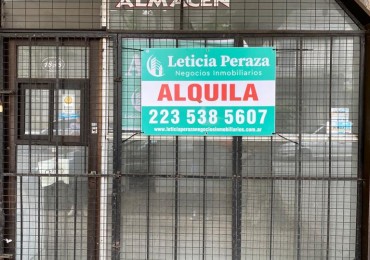 ALMACEN
Leticia Peraza
Negocios Inmobiliarios
ALQUILA
223 538 5607
www.leticiaperazanegociosinmobiliarios.com.ar